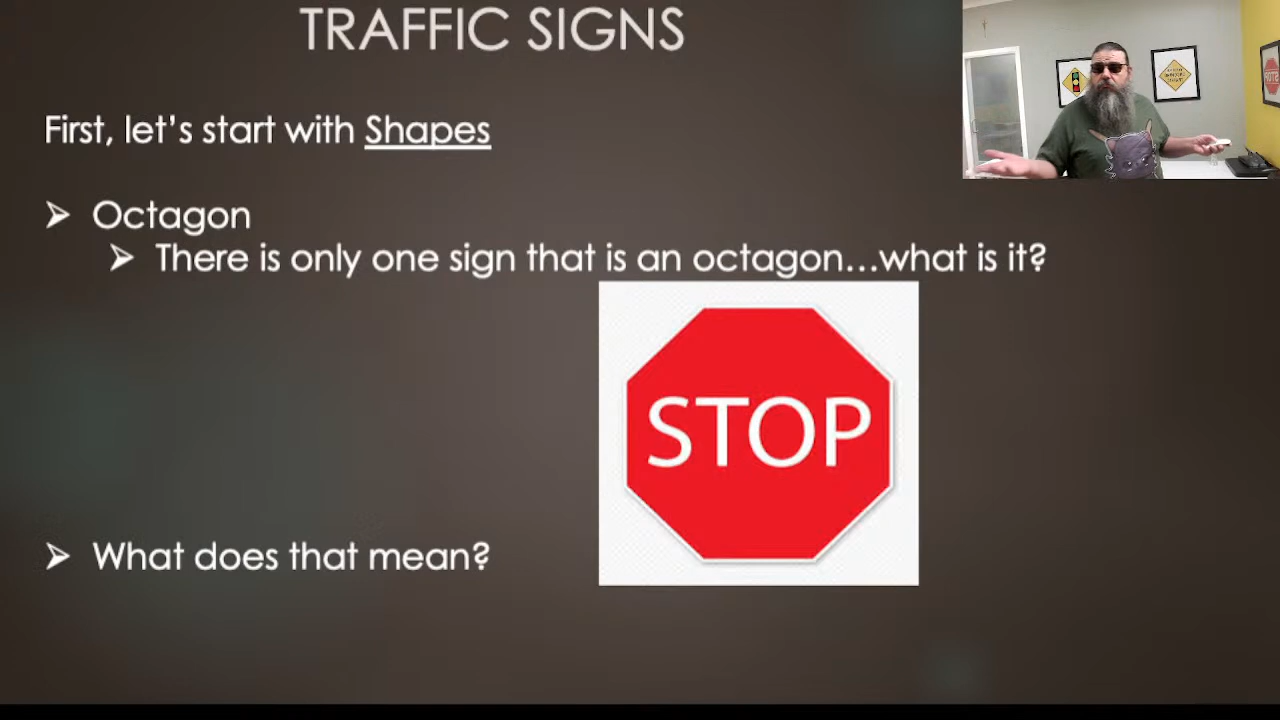 TRAFFIC SIGNS
First, let's start with Shapes
➤ Octagon
➤ There is only one sign that is an octagon...what is it?
STOP
➤ What does that mean?